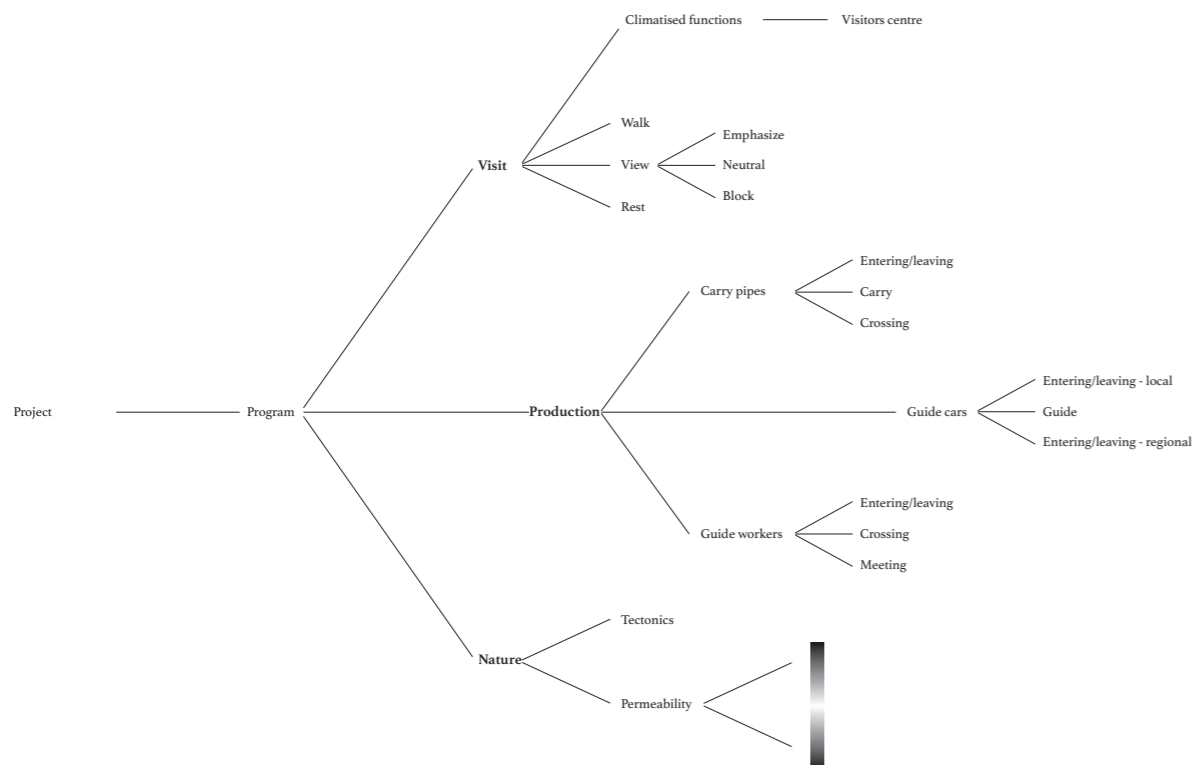 Climatised functions
Visitors centre
Walk
Visit
View
Emphasize
Neutral
Block
Rest
Entering/leaving
Carry pipes
Carry
Crossing
Entering/leaving - local
Project
Program
Production
Guide cars
Guide
Entering/leaving - regional
Entering/leaving
Guide workers
Crossing
Meeting
Tectonics
Nature
Permeability